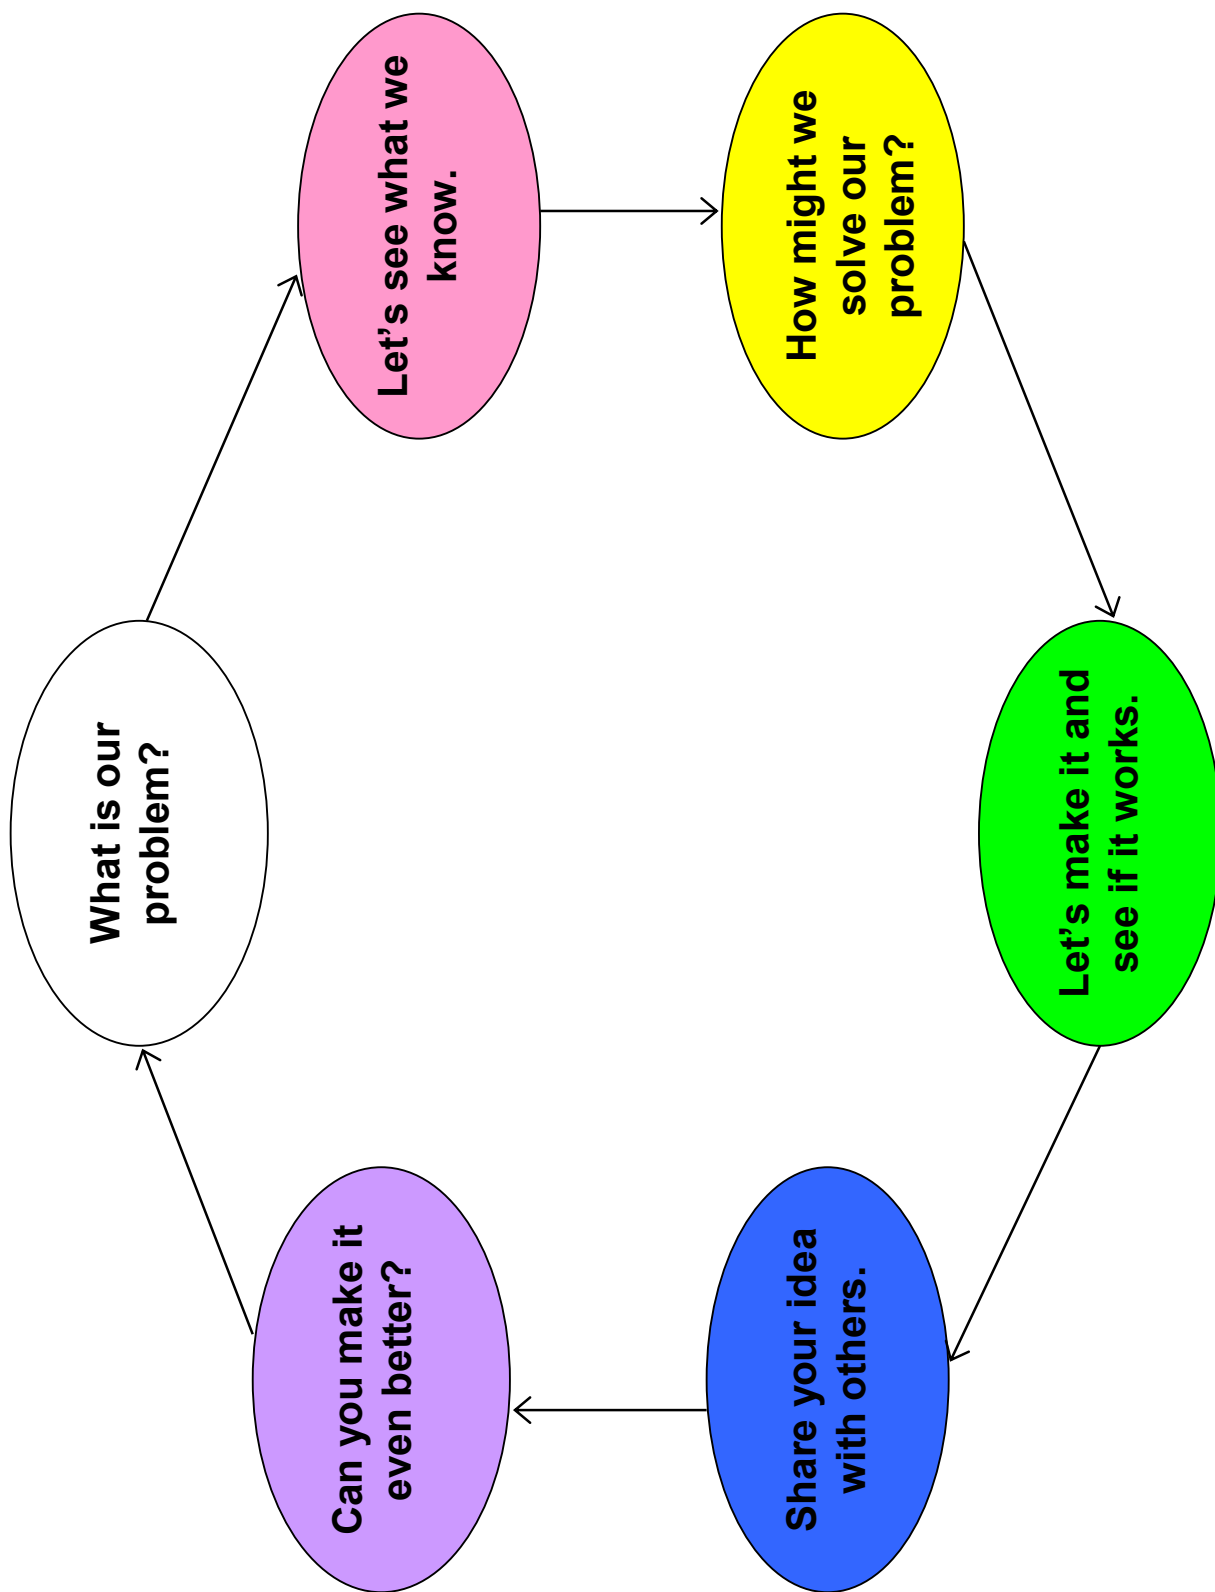 What is our
problem?
Let's see what we
know.
How might we
solve our
problem?
Let's make it and
see if it works.
Share your idea
with others.
Can you make it
even better?